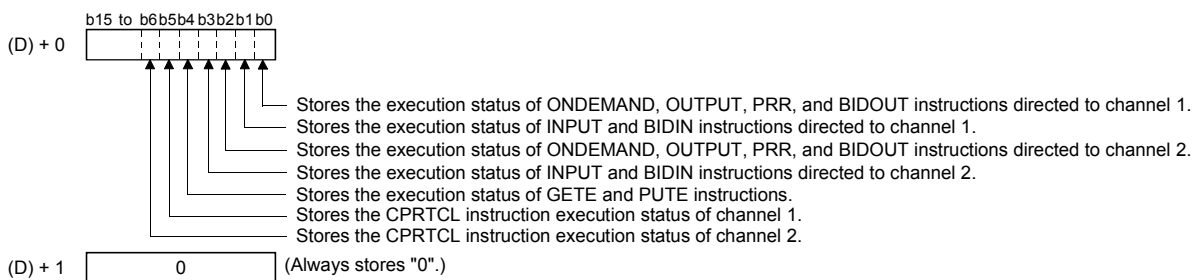 b15 to b6b5b4 b3b2b1b0
(D) + 0
Stores the execution status of ONDEMAND, OUTPUT, PRR, and BIDOUT instructions directed to channel 1.
Stores the execution status of INPUT and BIDIN instructions directed to channel 1.
Stores the execution status of ONDEMAND, OUTPUT, PRR, and BIDOUT instructions directed to channel 2.
Stores the execution status of INPUT and BIDIN instructions directed to channel 2.
Stores the execution status of GETE and PUTE instructions.
Stores the CPRTCL instruction execution status of channel 1.
Stores the CPRTCL instruction execution status of channel 2.
(D) + 1 0 (Always stores "0".)